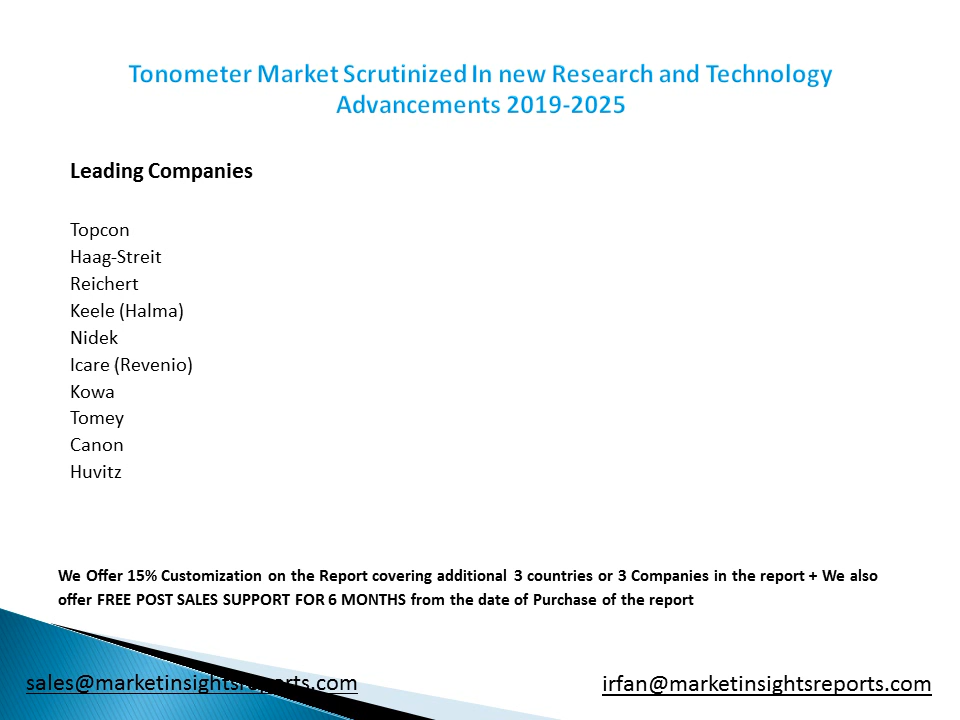 Tonometer Market Scrutinized In new Research and Technology
Advancements 2019-2025
Leading Companies
Topcon
Haag-Streit
Reichert
Keele (Halma)
Nidek
Icare (Revenio)
Kowa
Tomey
Canon
Huvitz
We Offer 15% Customization on the Report covering additional 3 countries or 3 Companies in the report + We also
offer FREE POST SALES SUPPORT FOR 6 MONTHS from the date of Purchase of the report
sales@marketinsightsreports.com
irfan@marketinsightsreports.com